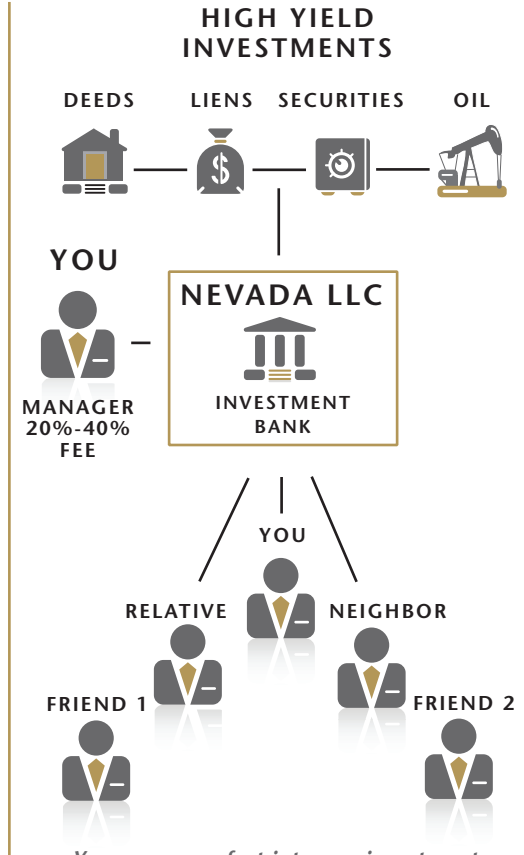 HIGH YIELD
INVESTMENTS
DEEDS LIENS SECURITIES OIL
$
YOU
NEVADA LLC
INVESTMENT
BANK
MANAGER
20%-40%
FEE
YOU
RELATIVE NEIGHBOR
FRIEND 1 FRIEND 2